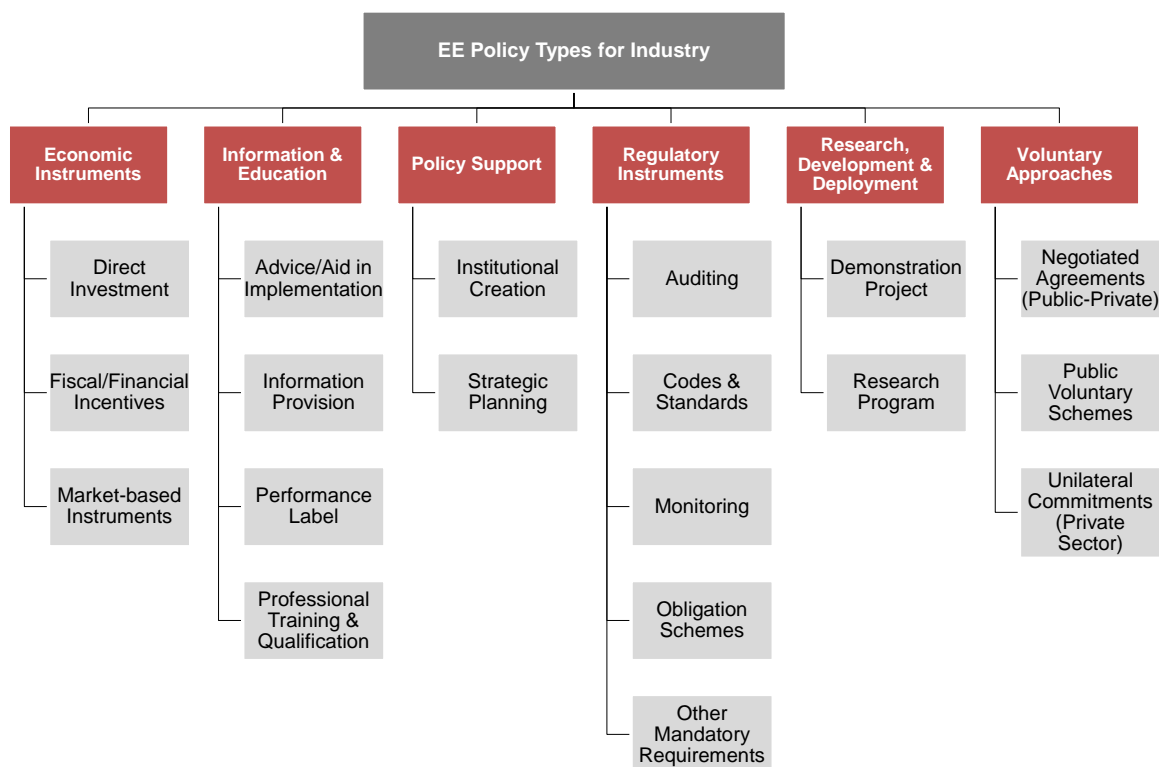 EE Policy Types for Industry
Economic
Instruments
Direct
Investment
Fiscal/Financial
Incentives
Market-based
Instruments
Information &
Education
Advice/Aid in
Implementation
Information
Provision
Performance
Label
Professional
Training &
Qualification
Policy Support
Institutional
Creation
Strategic
Planning
Regulatory
Instruments
Auditing
Codes &
Standards
Monitoring
Obligation
Schemes
Other
Mandatory
Requirements
Research,
Development &
Deployment
Demonstration
Project
Research
Program
Voluntary
Approaches
Negotiated
Agreements
(Public-Private)
Public
Voluntary
Schemes
Unilateral
Commitments
(Private
Sector)